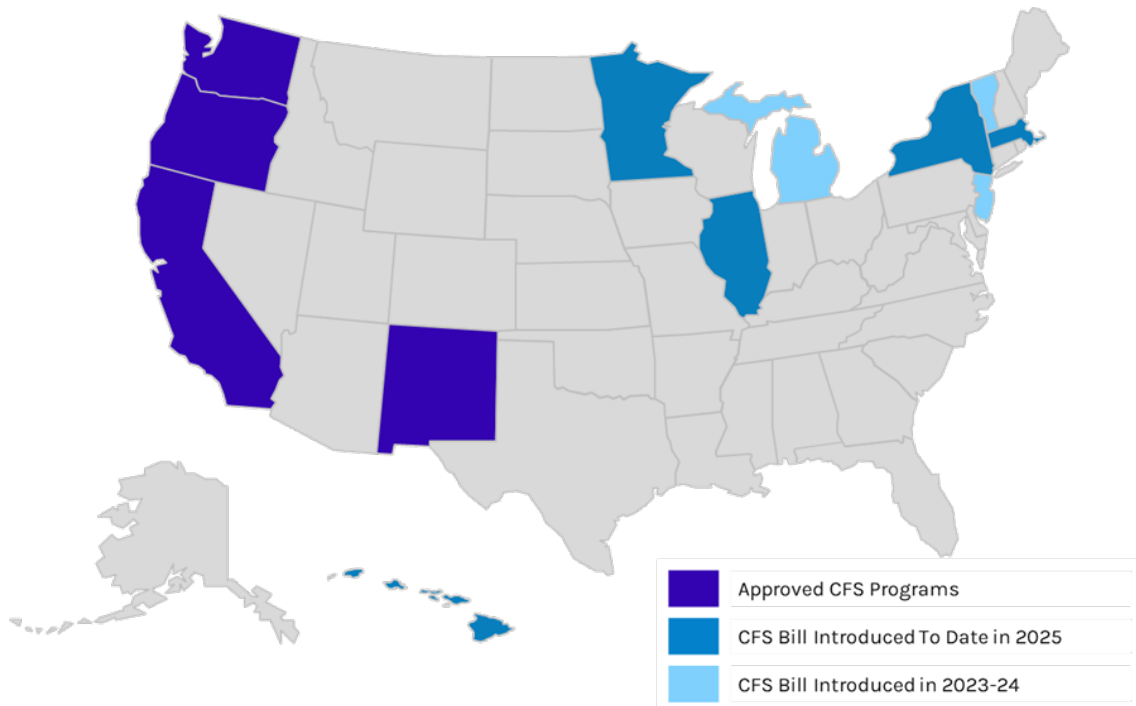 Approved CFS Programs
CFS Bill Introduced To Date in 2025
CFS Bill Introduced in 2023-24